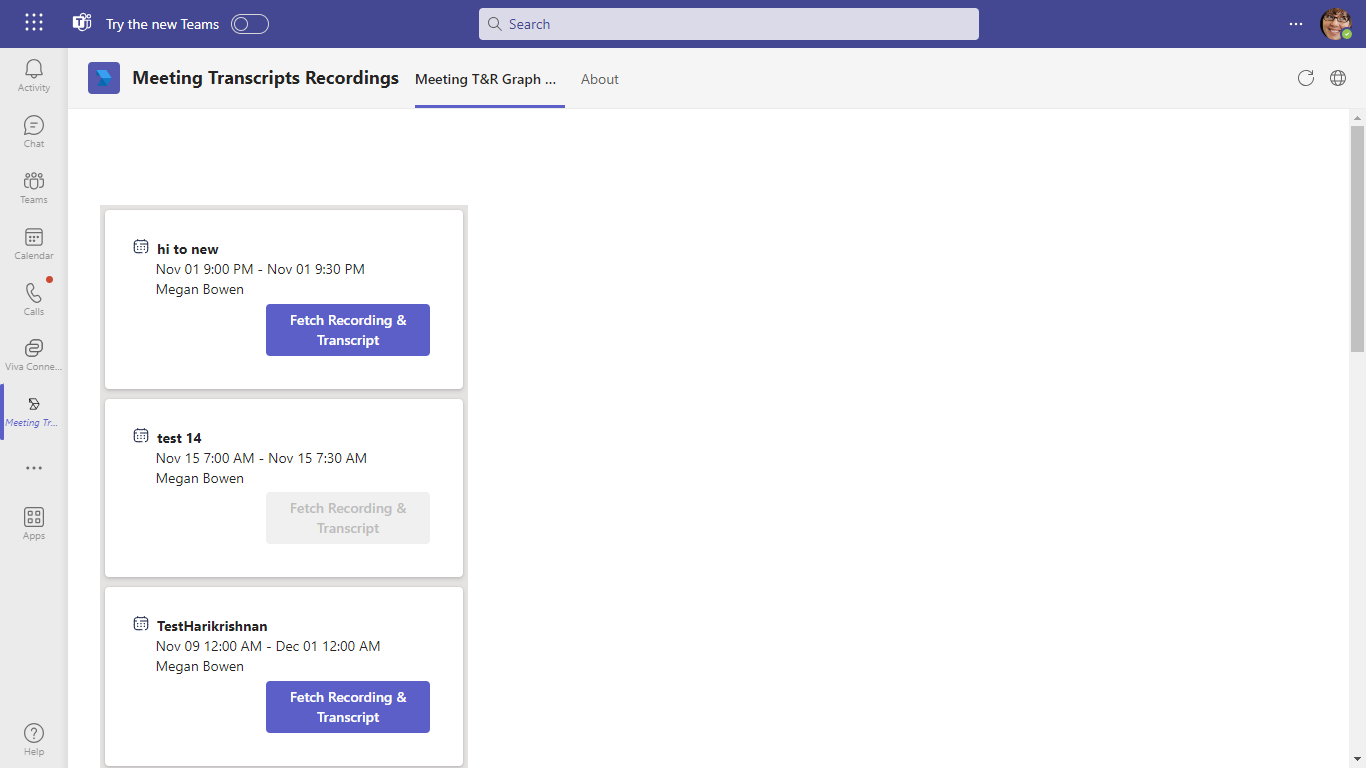 Try the new Teams
Search
Activity
Chat
Teams
Calendar
Calls
Viva Conne...
Meeting Tr...
Apps
Help
Meeting Transcripts Recordings
Meeting T&R Graph ...
About
hi to new
Nov 01 9:00 PM - Nov 01 9:30 PM
Megan Bowen
Fetch Recording &
Transcript
test 14
Nov 15 7:00 AM - Nov 15 7:30 AM
Megan Bowen
Fetch Recording &
Transcript
TestHarikrishnan
Nov 09 12:00 AM - Dec 01 12:00 AM
Megan Bowen
Fetch Recording &
Transcript